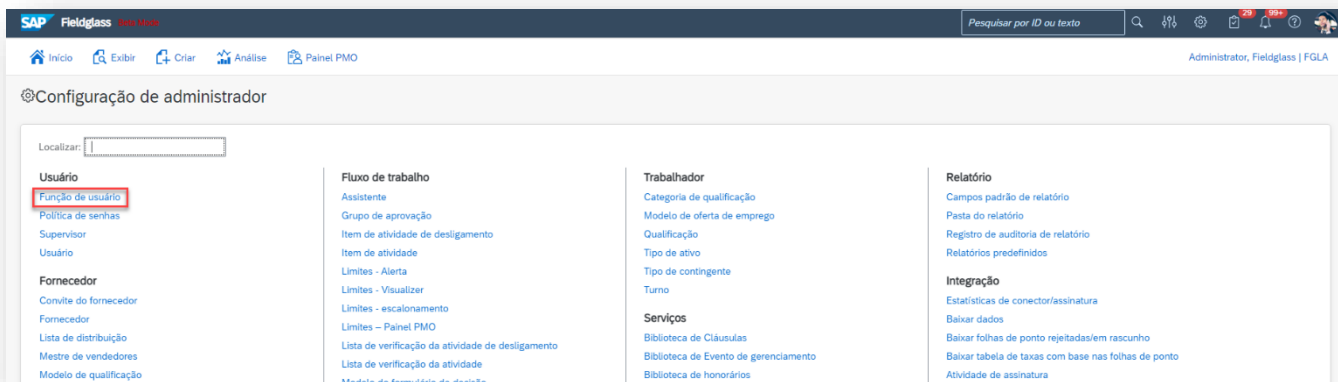 SAP Fieldglass
Pesquisar por ID ou texto
29
99+
Início Exibir Criar Análise Painel PMO
Administrator, Fieldglass | FGLA
Configuração de administrador
Localizar:
Usuário
Função de usuário
Política de senhas
Supervisor
Usuário
Fornecedor
Convite do fornecedor
Fornecedor
Lista de distribuição
Mestre de vendedores
Modelo de qualificação
Fluxo de trabalho
Assistente
Grupo de aprovação
Item de atividade de desligamento
Item de atividade
Limites - Alerta
Limites - Visualizer
Limites - escalonamento
Limites – Painel PMO
Lista de verificação da atividade de desligamento
Lista de verificação da atividade
Modelo de formulário de decisão
Trabalhador
Categoria de qualificação
Modelo de oferta de emprego
Qualificação
Tipo de ativo
Tipo de contingente
Turno
Serviços
Biblioteca de Cláusulas
Biblioteca de Evento de gerenciamento
Biblioteca de honorários
Relatório
Campos padrão de relatório
Pasta do relatório
Registro de auditoria de relatório
Relatórios predefinidos
Integração
Estatísticas de conector/assinatura
Baixar dados
Baixar folhas de ponto rejeitadas/em rascunho
Baixar tabela de taxas com base nas folhas de ponto
Atividade de assinatura